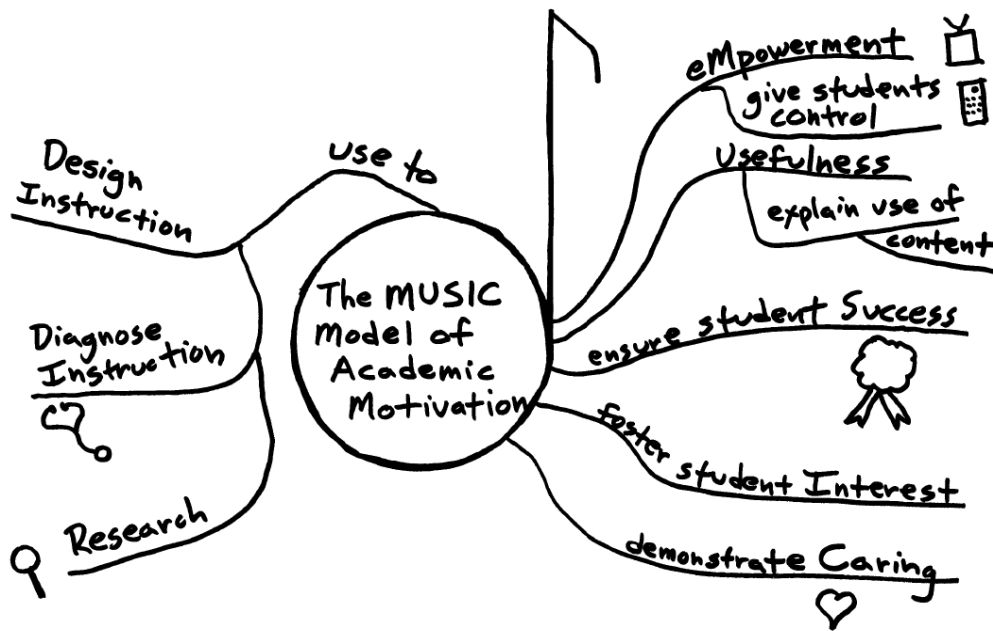 The MUSIC
Model of
Academic
Motivation
use to
Design
Instruction
Diagnose
Instruction
Research
eMpowerment
give students
control
Usefulness
explain use of
content
ensure student Success
foster student Interest
demonstrate Caring